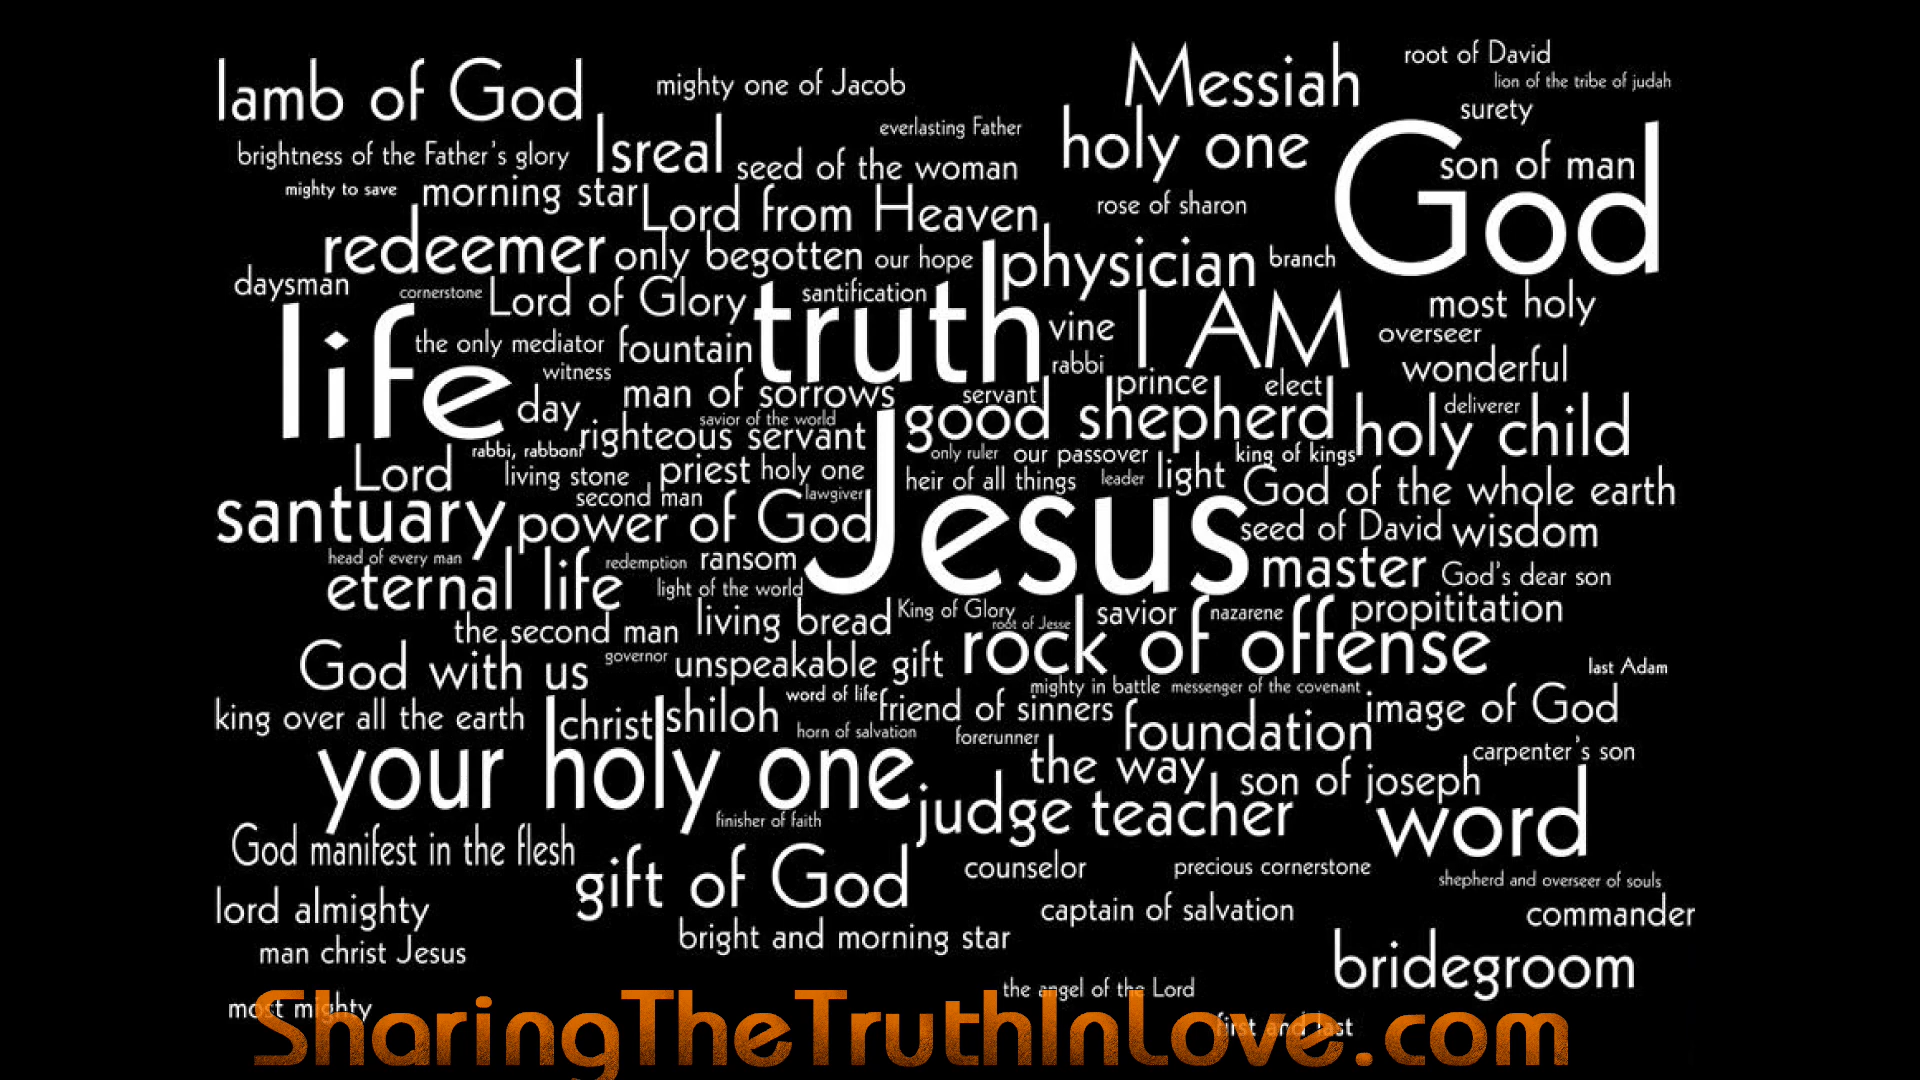 lamb of God
mighty one of Jacob
Messiah
root of David
lion of the tribe of judah
surety
everlasting Father
brightness of the Father's glory
Isreal
seed of the woman
holy one
God
son of man
mighty to save
morning star
Lord from Heaven
rose of sharon
redeemer
only begotten
our hope
physician
branch
daysman
cornerstone
Lord of Glory
santification
truth
life
the only mediator
fountain
vine
I AM
most holy
overseer
witness
rabbi
wonderful
day
man of sorrows
servant
prince
elect
savior of the world
righteous servant
good shepherd
deliverer
holy child
rabbi, rabboni
only ruler
our passover
king of kings
Lord
living stone
priest
holy one
heir of all things
leader
light
God of the whole earth
second man
lawgiver
santuary
power of God
Jesus
seed of David
wisdom
head of every man
redemption
ransom
master
God's dear son
eternal life
light of the world
living bread
King of Glory
root of Jesse
savior
nazarene
propititation
the second man
rock of offense
God with us
governor
unspeakable gift
last Adam
mighty in battle
messenger of the covenant
word of life
friend of sinners
image of God
king over all the earth
christ
shiloh
horn of salvation
forerunner
foundation
carpenter's son
your holy one
the way
son of joseph
finisher of faith
judge
teacher
word
God manifest in the flesh
gift of God
counselor
precious cornerstone
shepherd and overseer of souls
lord almighty
captain of salvation
commander
bright and morning star
man christ Jesus
bridegroom
the angel of the Lord
most mighty
first and last
SharingTheTruthInLove.com